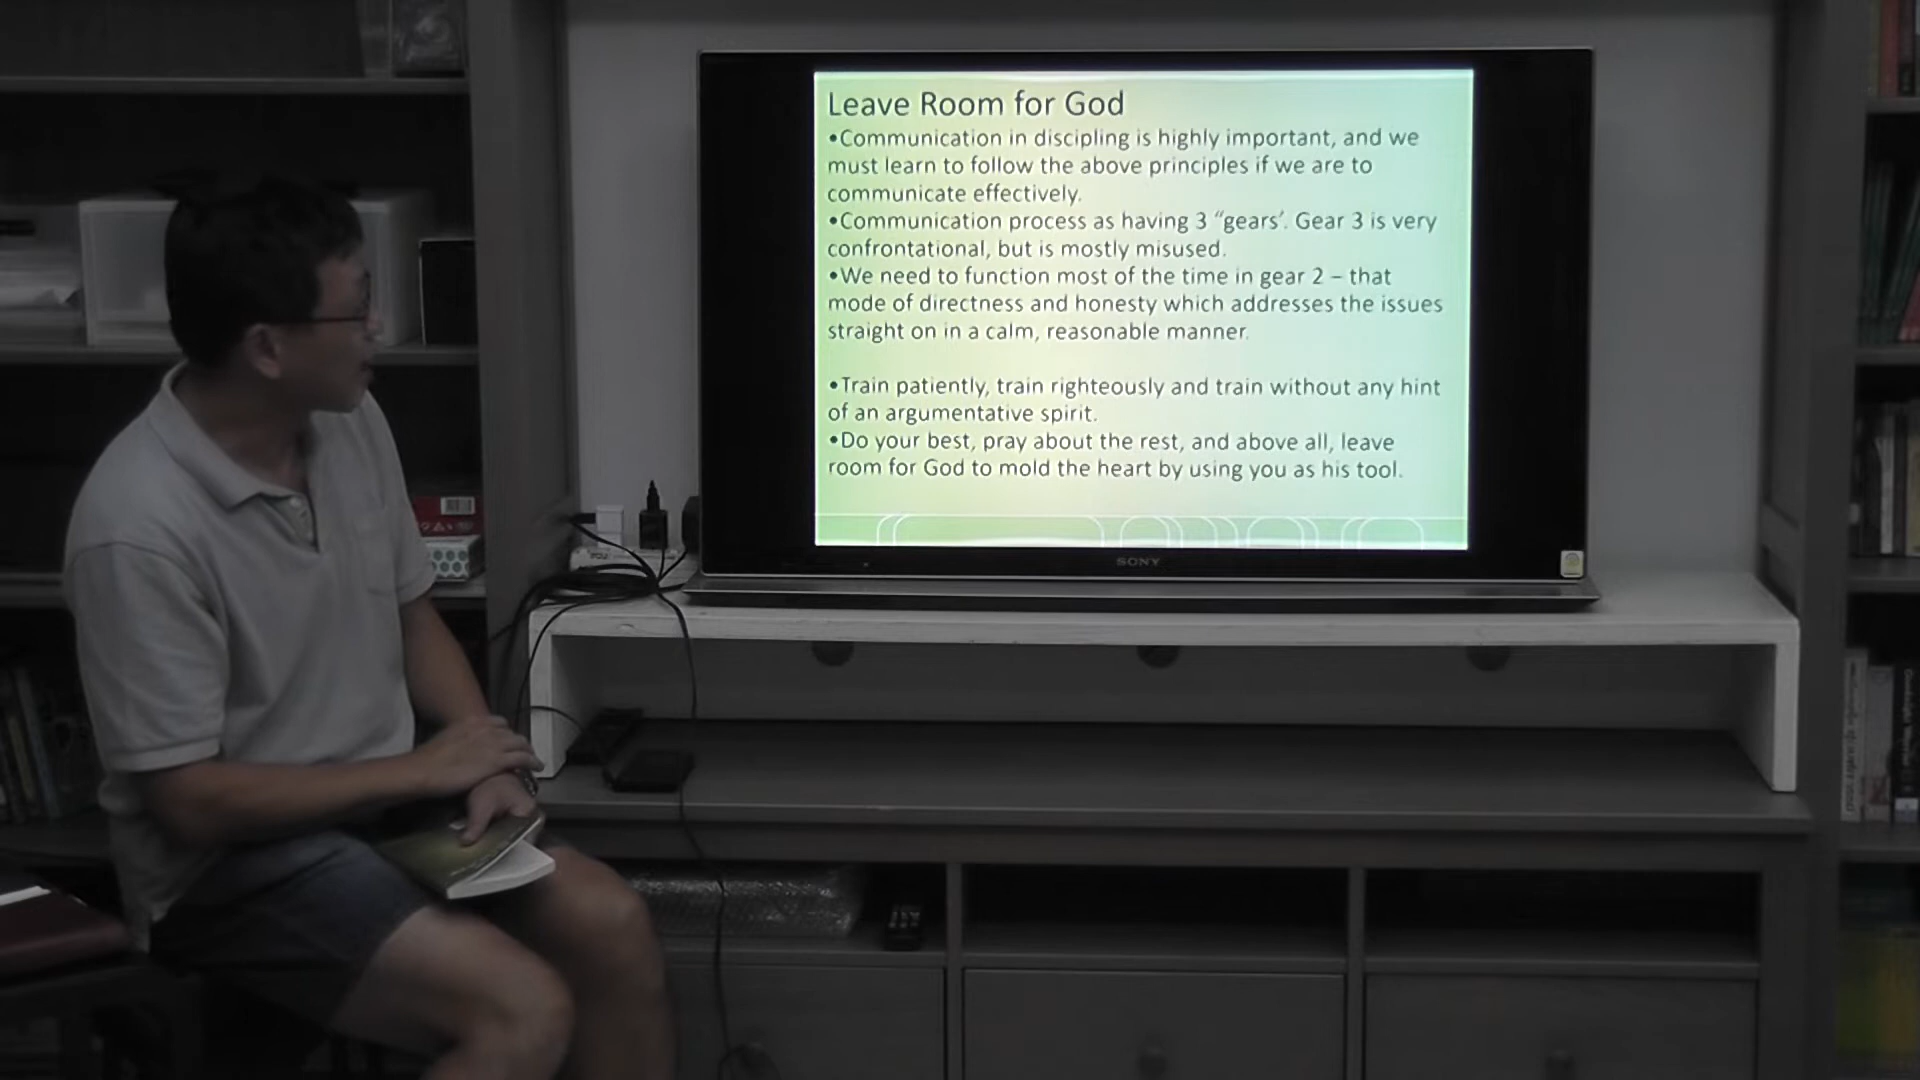 Leave Room for God
•Communication in discipling is highly important, and we
must learn to follow the above principles if we are to
communicate effectively.
•Communication process as having 3 “gears’. Gear 3 is very
confrontational, but is mostly misused.
•We need to function most of the time in gear 2 – that
mode of directness and honesty which addresses the issues
straight on in a calm, reasonable manner.
•Train patiently, train righteously and train without any hint
of an argumentative spirit.
•Do your best, pray about the rest, and above all, leave
room for God to mold the heart by using you as his tool.
SONY